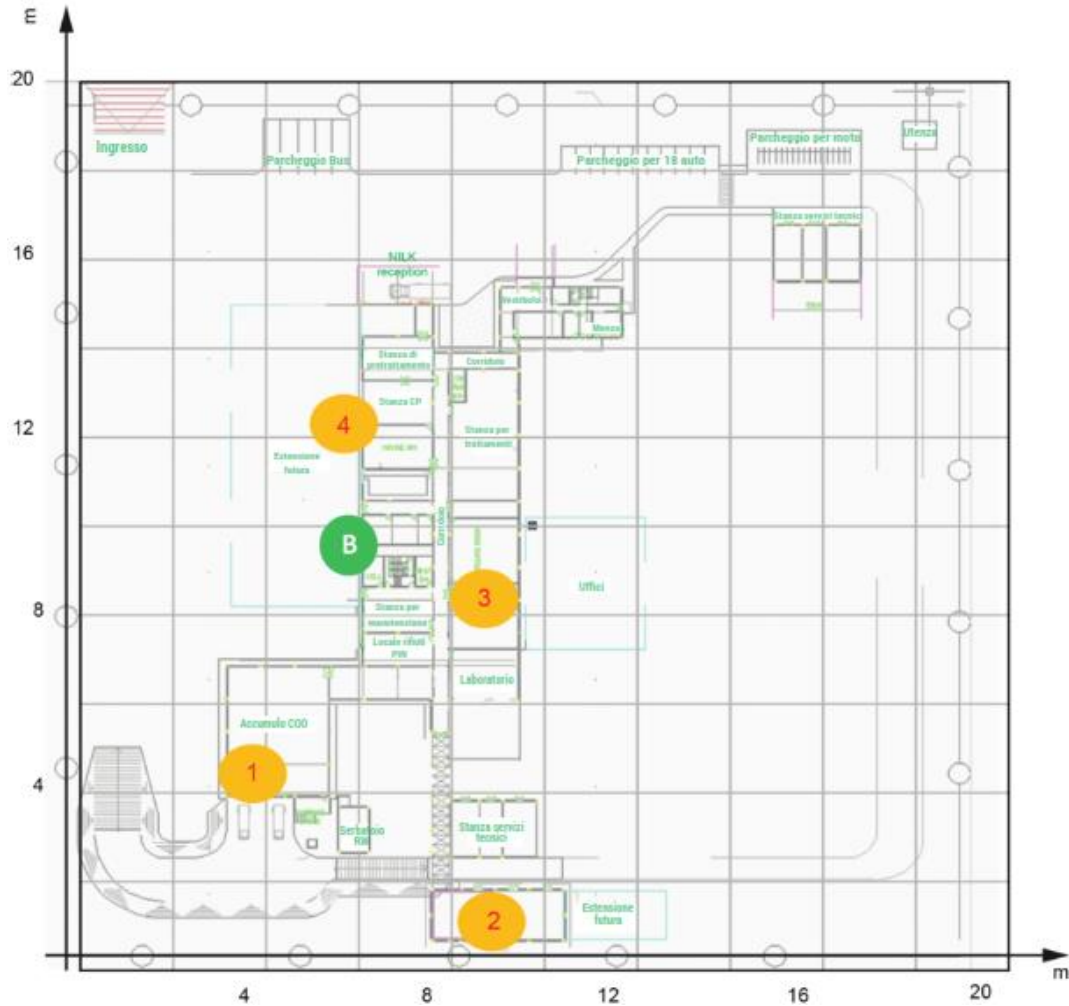 m
20
Ingresso
Parcheggio Bus
Parcheggio per 18 auto
Parcheggio per moto
Utenza
Stanza servizi tecnici
16
NILK
reception
Vestibolo
Mensa
Stanza di
pretrattamento
Corridoio
Stanza CP
4
12
Stanza per
trattamenti
Estensione
futura
Corridoio
B
Uffici
3
8
Stanza per
manutenzione
Locale rifiuti
PIW
Laboratorio
Accumulo COD
1
4
Serbatoio
RW
Stanza servizi
tecnici
2
Estensione
futura
4
8
12
16
20
m